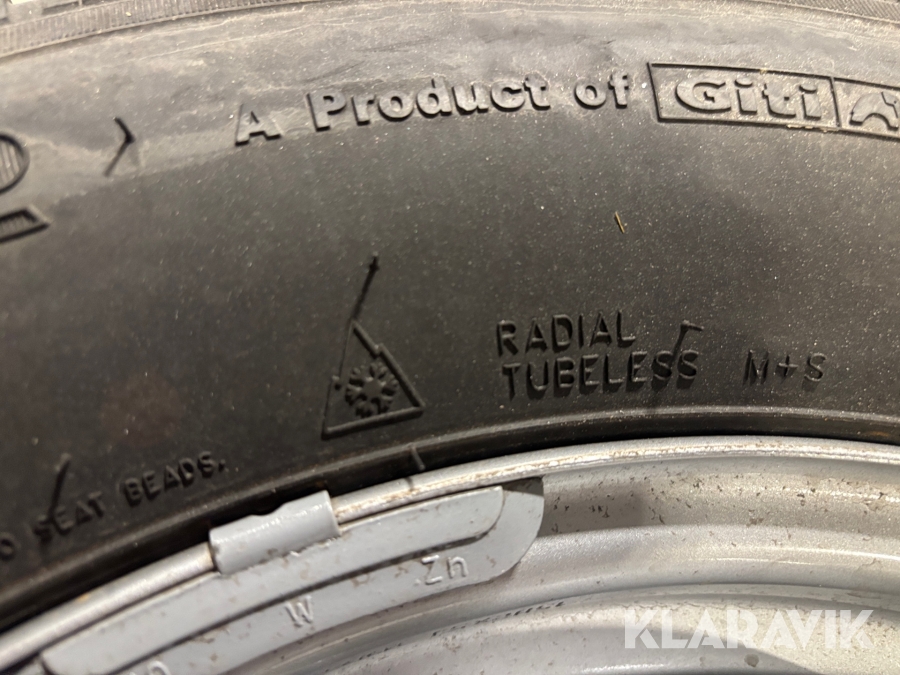 A Product of Giti
RADIAL
TUBELESS M+S
SEAT BEADS.
Zn
W
KLARAVIK